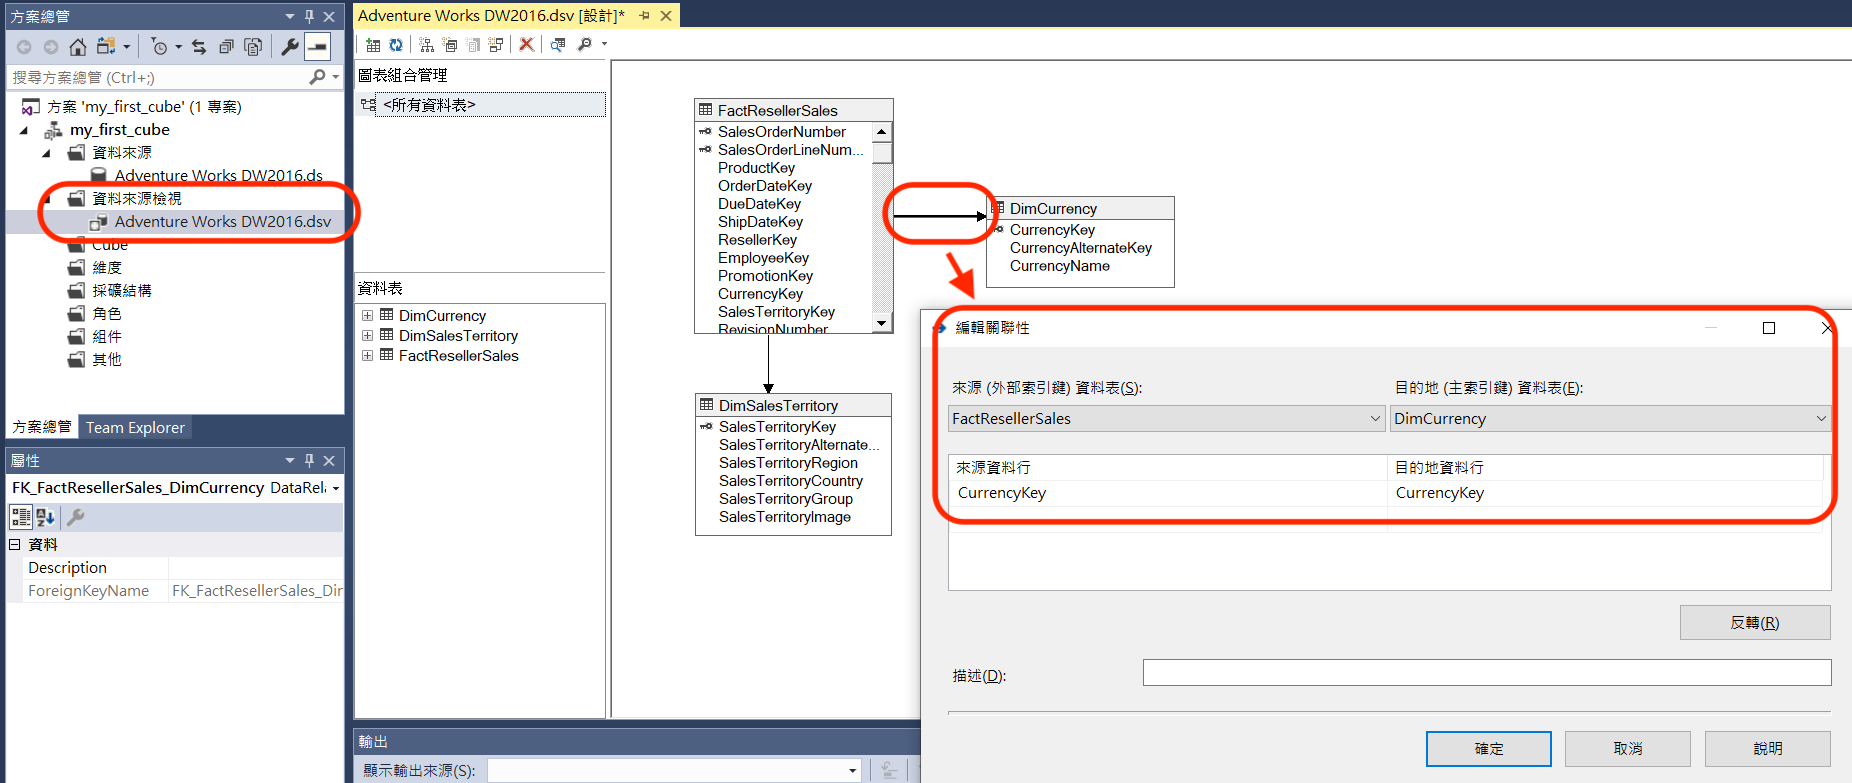 方案總管
搜尋方案總管 (Ctrl+;)
方案 'my_first_cube' (1 專案)
my_first_cube
資料來源
Adventure Works DW2016.ds
資料來源檢視
Adventure Works DW2016.dsv
Cube
維度
採礦結構
角色
組件
其他
方案總管 Team Explorer
屬性
FK_FactResellerSales_DimCurrency DataRela
資料
Description
ForeignKeyName FK_FactResellerSales_Dir
Adventure Works DW2016.dsv [設計]*
圖表組合管理
<所有資料表>
資料表
DimCurrency
DimSalesTerritory
FactResellerSales
FactResellerSales
SalesOrderNumber
SalesOrderLineNum...
ProductKey
OrderDateKey
DueDateKey
ShipDateKey
ResellerKey
EmployeeKey
PromotionKey
CurrencyKey
SalesTerritoryKey
RevisionNumber
DimCurrency
CurrencyKey
CurrencyAlternateKey
CurrencyName
DimSalesTerritory
SalesTerritoryKey
SalesTerritoryAlternate...
SalesTerritoryRegion
SalesTerritoryCountry
SalesTerritoryGroup
SalesTerritoryImage
編輯關聯性
來源 (外部索引鍵) 資料表(S): 目的地 (主索引鍵) 資料表(E):
FactResellerSales DimCurrency
來源資料行 目的地資料行
CurrencyKey CurrencyKey
反轉(R)
描述(D):
確定 取消 說明
輸出
顯示輸出來源(S):